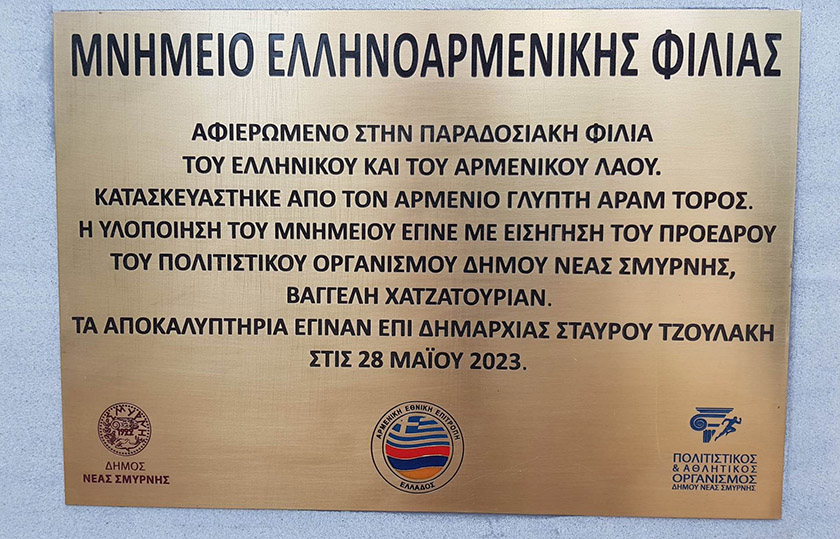 ΜΝΗΜΕΙΟ ΕΛΛΗΝΟΑΡΜΕΝΙΚΗΣ ΦΙΛΙΑΣ
ΑΦΙΕΡΩΜΕΝΟ ΣΤΗΝ ΠΑΡΑΔΟΣΙΑΚΗ ΦΙΛΙΑ
ΤΟΥ ΕΛΛΗΝΙΚΟΥ ΚΑΙ ΤΟΥ ΑΡΜΕΝΙΚΟΥ ΛΑΟΥ.
ΚΑΤΑΣΚΕΥΑΣΤΗΚΕ ΑΠΟ ΤΟΝ ΑΡΜΕΝΙΟ ΓΛΥΠΤΗ ΑΡΑΜ ΤΟΡΟΣ.
Η ΥΛΟΠΟΙΗΣΗ ΤΟΥ ΜΝΗΜΕΙΟΥ ΕΓΙΝΕ ΜΕ ΕΙΣΗΓΗΣΗ ΤΟΥ ΠΡΟΕΔΡΟΥ
ΤΟΥ ΠΟΛΙΤΙΣΤΙΚΟΥ ΟΡΓΑΝΙΣΜΟΥ ΔΗΜΟΥ ΝΕΑΣ ΣΜΥΡΝΗΣ,
ΒΑΓΓΕΛΗ ΧΑΤΖΑΤΟΥΡΙΑΝ.
ΤΑ ΑΠΟΚΑΛΥΠΤΗΡΙΑ ΕΓΙΝΑΝ ΕΠΙ ΔΗΜΑΡΧΙΑΣ ΣΤΑΥΡΟΥ ΤΖΟΥΛΑΚΗ
ΣΤΙΣ 28 ΜΑΪΟΥ 2023.
ΔΗΜΟΣ
ΝΕΑΣ ΣΜΥΡΝΗΣ
ΑΡΜΕΝΙΚΗ ΕΘΝΙΚΗ ΕΠΙΤΡΟΠΗ
ΕΛΛΑΔΟΣ
ΠΟΛΙΤΙΣΤΙΚΟΣ
& ΑΘΛΗΤΙΚΟΣ
ΟΡΓΑΝΙΣΜΟΣ
ΔΗΜΟΥ ΝΕΑΣ ΣΜΥΡΝΗΣ